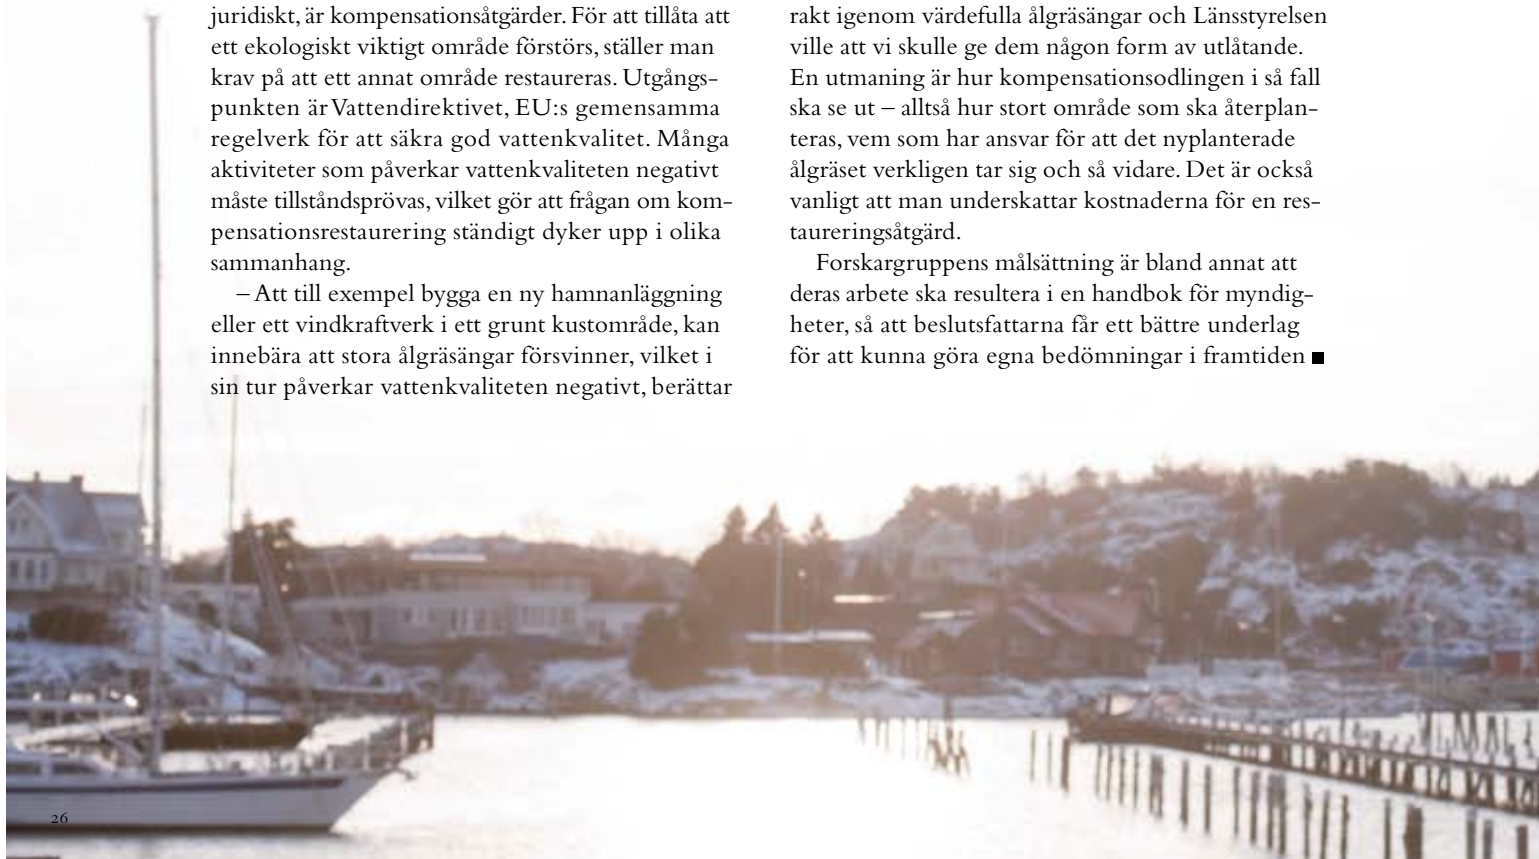 juridiskt, är kompensationsåtgärder. För att tillåta att
ett ekologiskt viktigt område förstörs, ställer man
krav på att ett annat område restaureras. Utgångs-
punkten är Vattendirektivet, EU:s gemensamma
regelverk för att säkra god vattenkvalitet. Många
aktiviteter som påverkar vattenkvaliteten negativt
måste tillståndsprövas, vilket gör att frågan om kom-
pensationsrestaurering ständigt dyker upp i olika
sammanhang.
– Att till exempel bygga en ny hamnanläggning
eller ett vindkraftverk i ett grunt kustområde, kan
innebära att stora ålgräsängar försvinner, vilket i
sin tur påverkar vattenkvaliteten negativt, berättar
rakt igenom värdefulla ålgräsängar och Länsstyrelsen
ville att vi skulle ge dem någon form av utlåtande.
En utmaning är hur kompensationsodlingen i så fall
ska se ut – alltså hur stort område som ska återplan-
teras, vem som har ansvar för att det nyplanterade
ålgräset verkligen tar sig och så vidare. Det är också
vanligt att man underskattar kostnaderna för en res-
taureringsåtgärd.
Forskargruppens målsättning är bland annat att
deras arbete ska resultera i en handbok för myndig-
heter, så att beslutsfattarna får ett bättre underlag
för att kunna göra egna bedömningar i framtiden ■
26